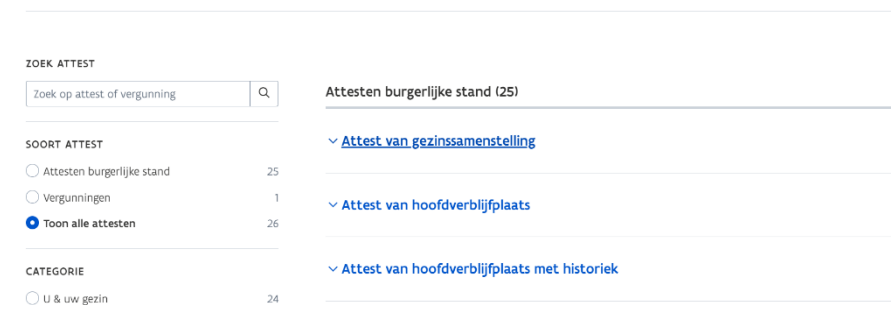 ZOEK ATTEST
Zoek op attest of vergunning
SOORT ATTEST
Attesten burgerlijke stand 25
Vergunningen 1
Toon alle attesten 26
CATEGORIE
U & uw gezin 24
Attesten burgerlijke stand (25)
Attest van gezinssamenstelling
Attest van hoofdverblijfplaats
Attest van hoofdverblijfplaats met historiek